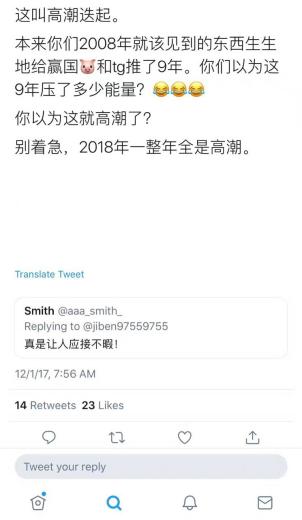 这叫高潮迭起。
本来你们2008年就该见到的东西生生
地给赢国🐷和tg推了9年。你们以为这
9年压了多少能量？😂😂😂
你以为这就高潮了？
别着急，2018年一整年全是高潮。
Translate Tweet
Smith @aaa_smith_
Replying to @jiben97559755
真是让人应接不暇！
12/1/17, 7:56 AM
14 Retweets 23 Likes
Tweet your reply